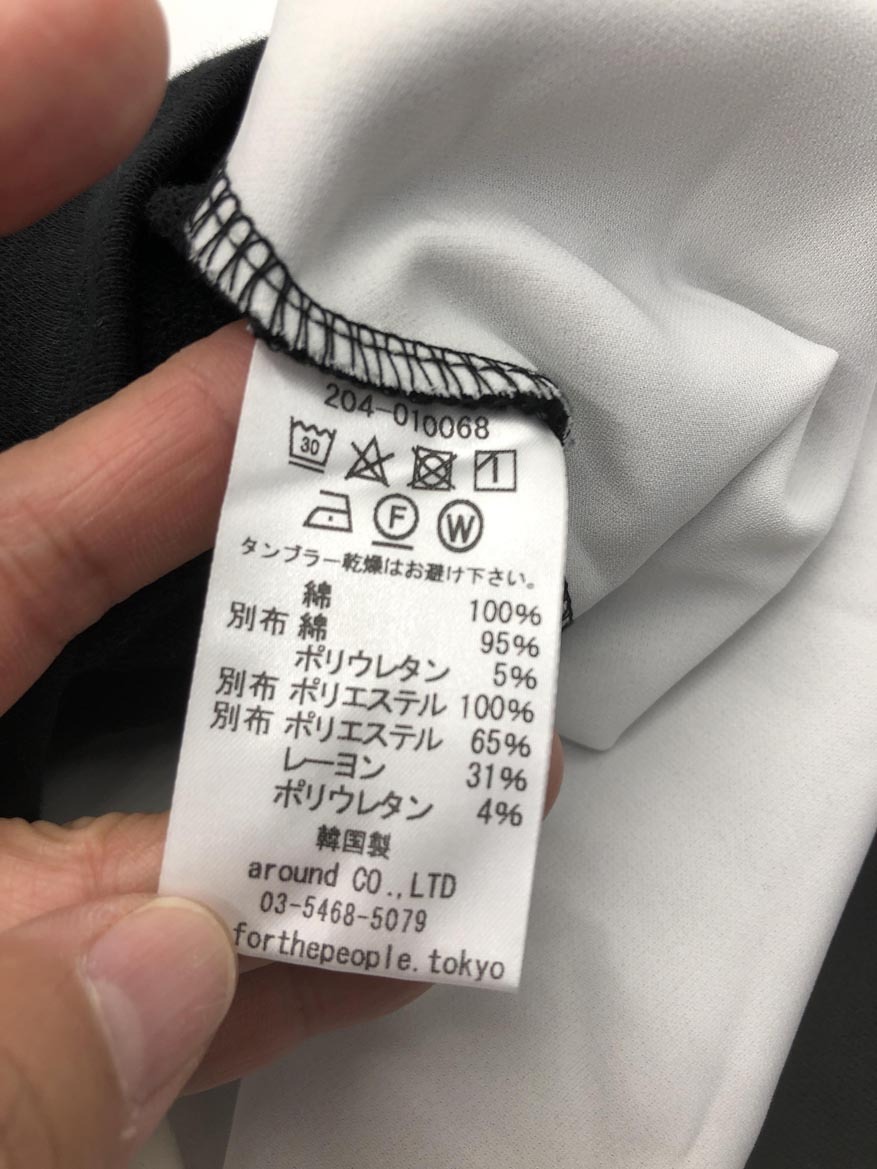 204-010068
30
F W
タンブラー乾燥はお避け下さい。
綿 100%
別布 綿 95%
ポリウレタン 5%
別布 ポリエステル 100%
別布 ポリエステル 65%
レーヨン 31%
ポリウレタン 4%
韓国製
around CO.,LTD
03-5468-5079
forthepeople.tokyo